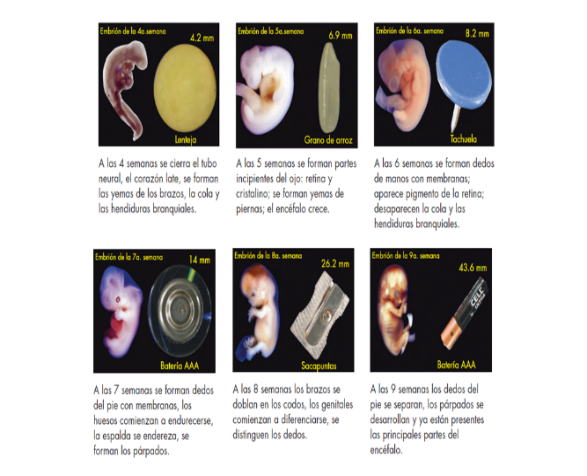 Embrión de la 4a.semana
4.2 mm
Lenteja
A las 4 semanas se cierra el tubo
neural, el corazón late, se forman
las yemas de los brazos, la cola y
las hendiduras branquiales.
Embrión de la 5a.semana
6.9 mm
Grano de arroz
A las 5 semanas se forman partes
incipientes del ojo: retina y
cristalino; se forman yemas de
piernas; el encéfalo crece.
Embrión de la 6a. semana
8.2 mm
Tachuela
A las 6 semanas se forman dedos
de manos con membranas;
aparece pigmento de la retina;
desaparecen la cola y las
hendiduras branquiales.
Embrión de la 7a. semana
14 mm
Batería AAA
A las 7 semanas se forman dedos
del pie con membranas, los
huesos comienzan a endurecerse,
la espalda se endereza, se
forman los párpados.
Embrión de la 8a. semana
26.2 mm
Sacapuntas
A las 8 semanas los brazos se
doblan en los codos, los genitales
comienzan a diferenciarse, se
distinguen los dedos.
Embrión de la 9a. semana
43.6 mm
Batería AAA
A las 9 semanas los dedos del
pie se separan, los párpados se
desarrollan y ya están presentes
las principales partes del
encéfalo.